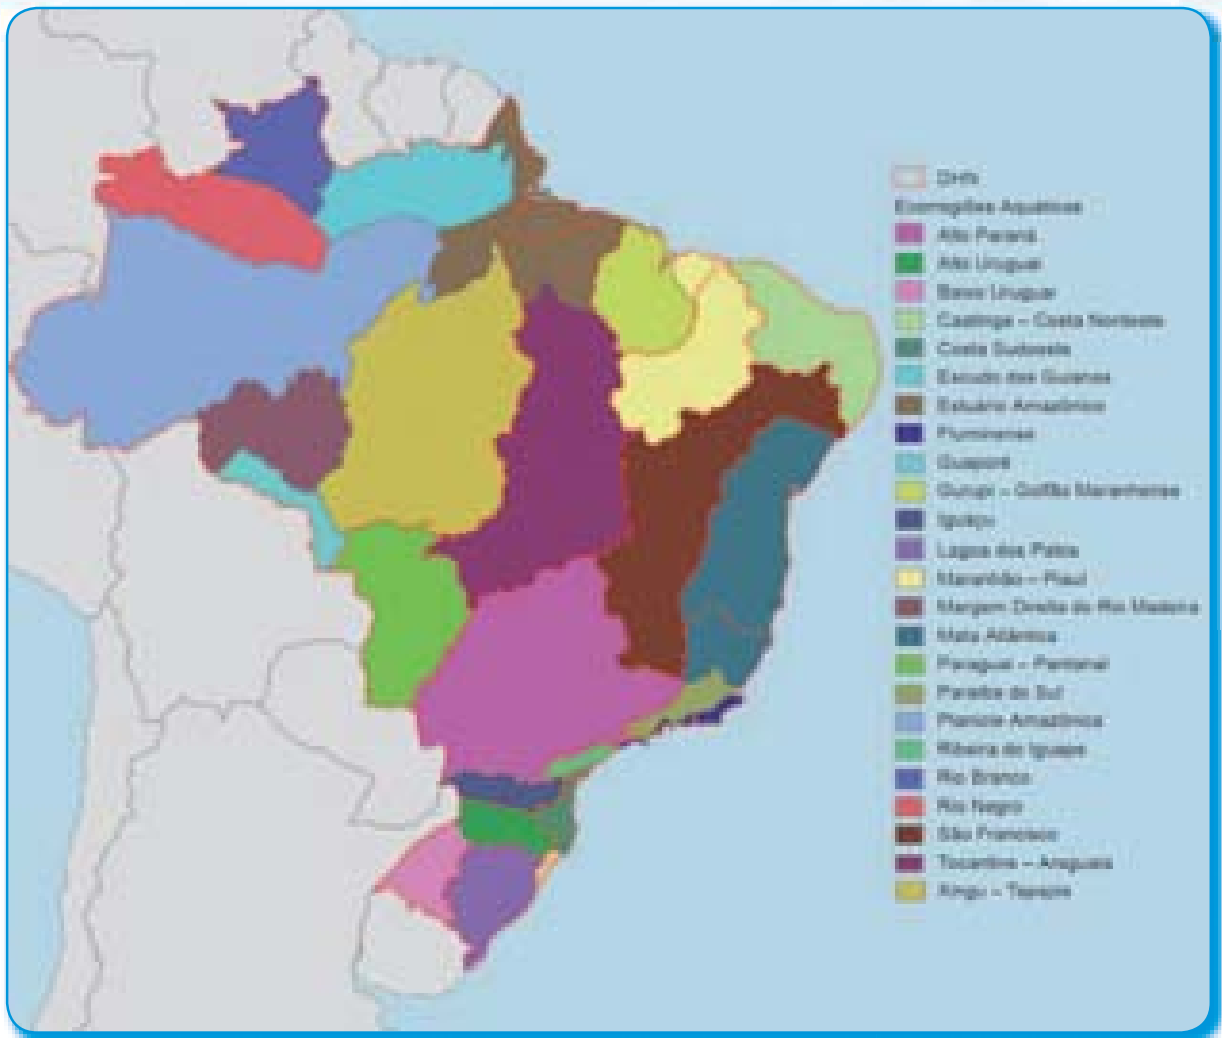 DHN
Ecorregiões Aquáticas
Alto Paraná
Alto Uruguai
Baixo Uruguai
Caatinga – Costa Nordeste
Costa Sudoeste
Escudo das Guianas
Estuário Amazônico
Fluminense
Guaporé
Gurupi – Golfão Maranhense
Iguaçu
Lagoa dos Patos
Maranhão – Piauí
Margem Direita do Rio Madeira
Mata Atlântica
Paraguai – Pantanal
Paraíba do Sul
Planície Amazônica
Ribeira do Iguape
Rio Branco
Rio Negro
São Francisco
Tocantins – Araguaia
Xingu – Tapajós